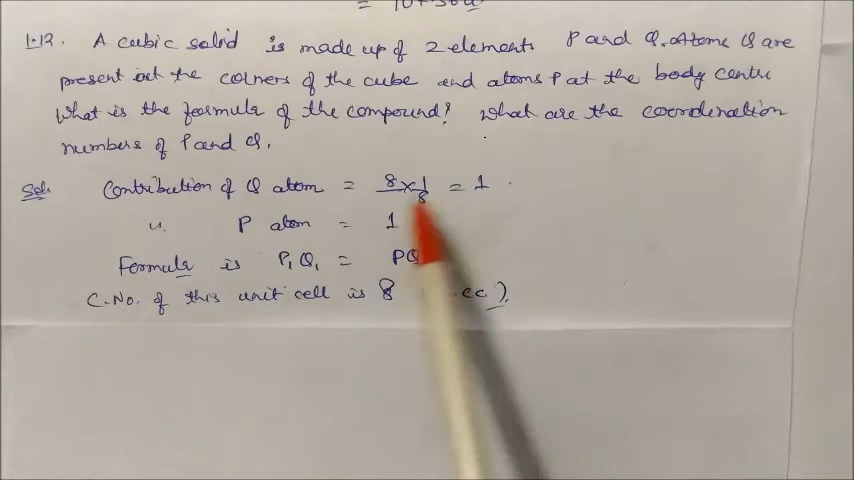 1.12. A cubic solid is made up of 2 elements P and Q. Atoms Q are
present at the corners of the cube and atoms P at the body centre
What is the formula of the compound? What are the coordination
numbers of P and Q.
Sol: Contribution of Q atom = 8 × 1/8 = 1
" P atom = 1
Formula is P₁Q₁ = PQ
C.No. of this unit cell is 8 cc).